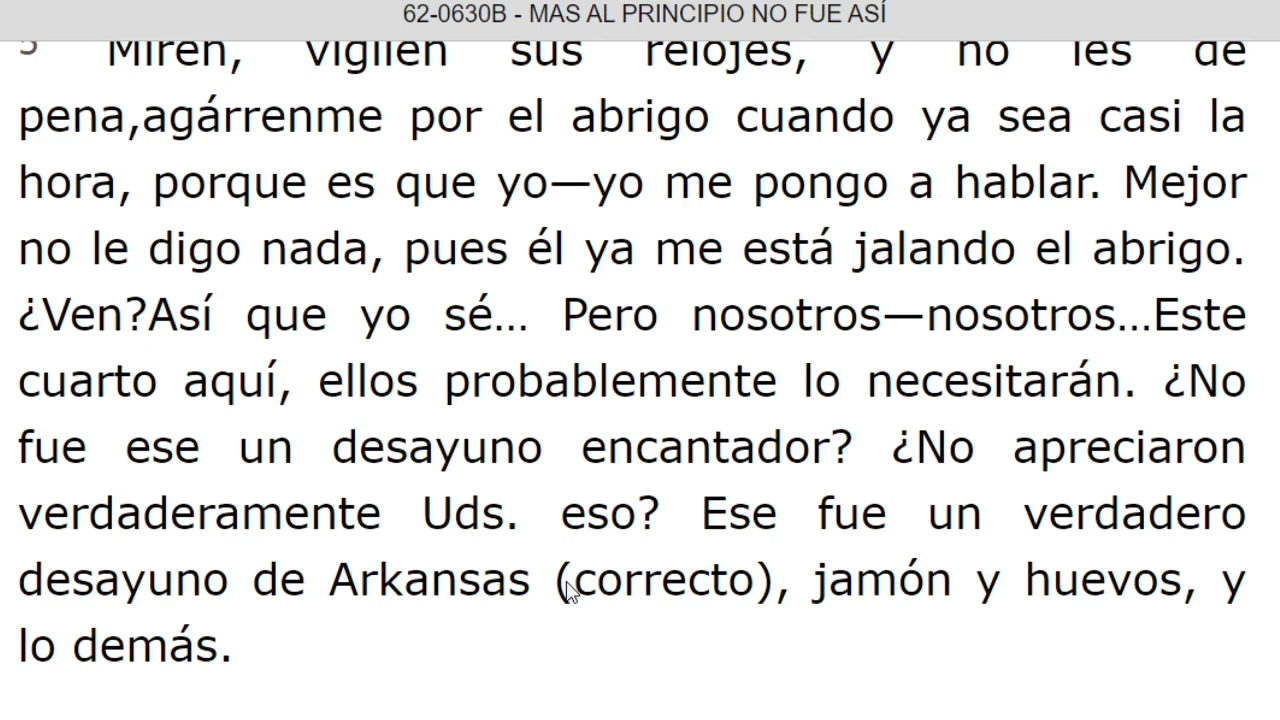 62-0630B - MAS AL PRINCIPIO NO FUE ASÍ
5 Miren, vigilen sus relojes, y no les de
pena,agárrenme por el abrigo cuando ya sea casi la
hora, porque es que yo—yo me pongo a hablar. Mejor
no le digo nada, pues él ya me está jalando el abrigo.
¿Ven?Así que yo sé... Pero nosotros—nosotros...Este
cuarto aquí, ellos probablemente lo necesitarán. ¿No
fue ese un desayuno encantador? ¿No apreciaron
verdaderamente Uds. eso? Ese fue un verdadero
desayuno de Arkansas (correcto), jamón y huevos, y
lo demás.